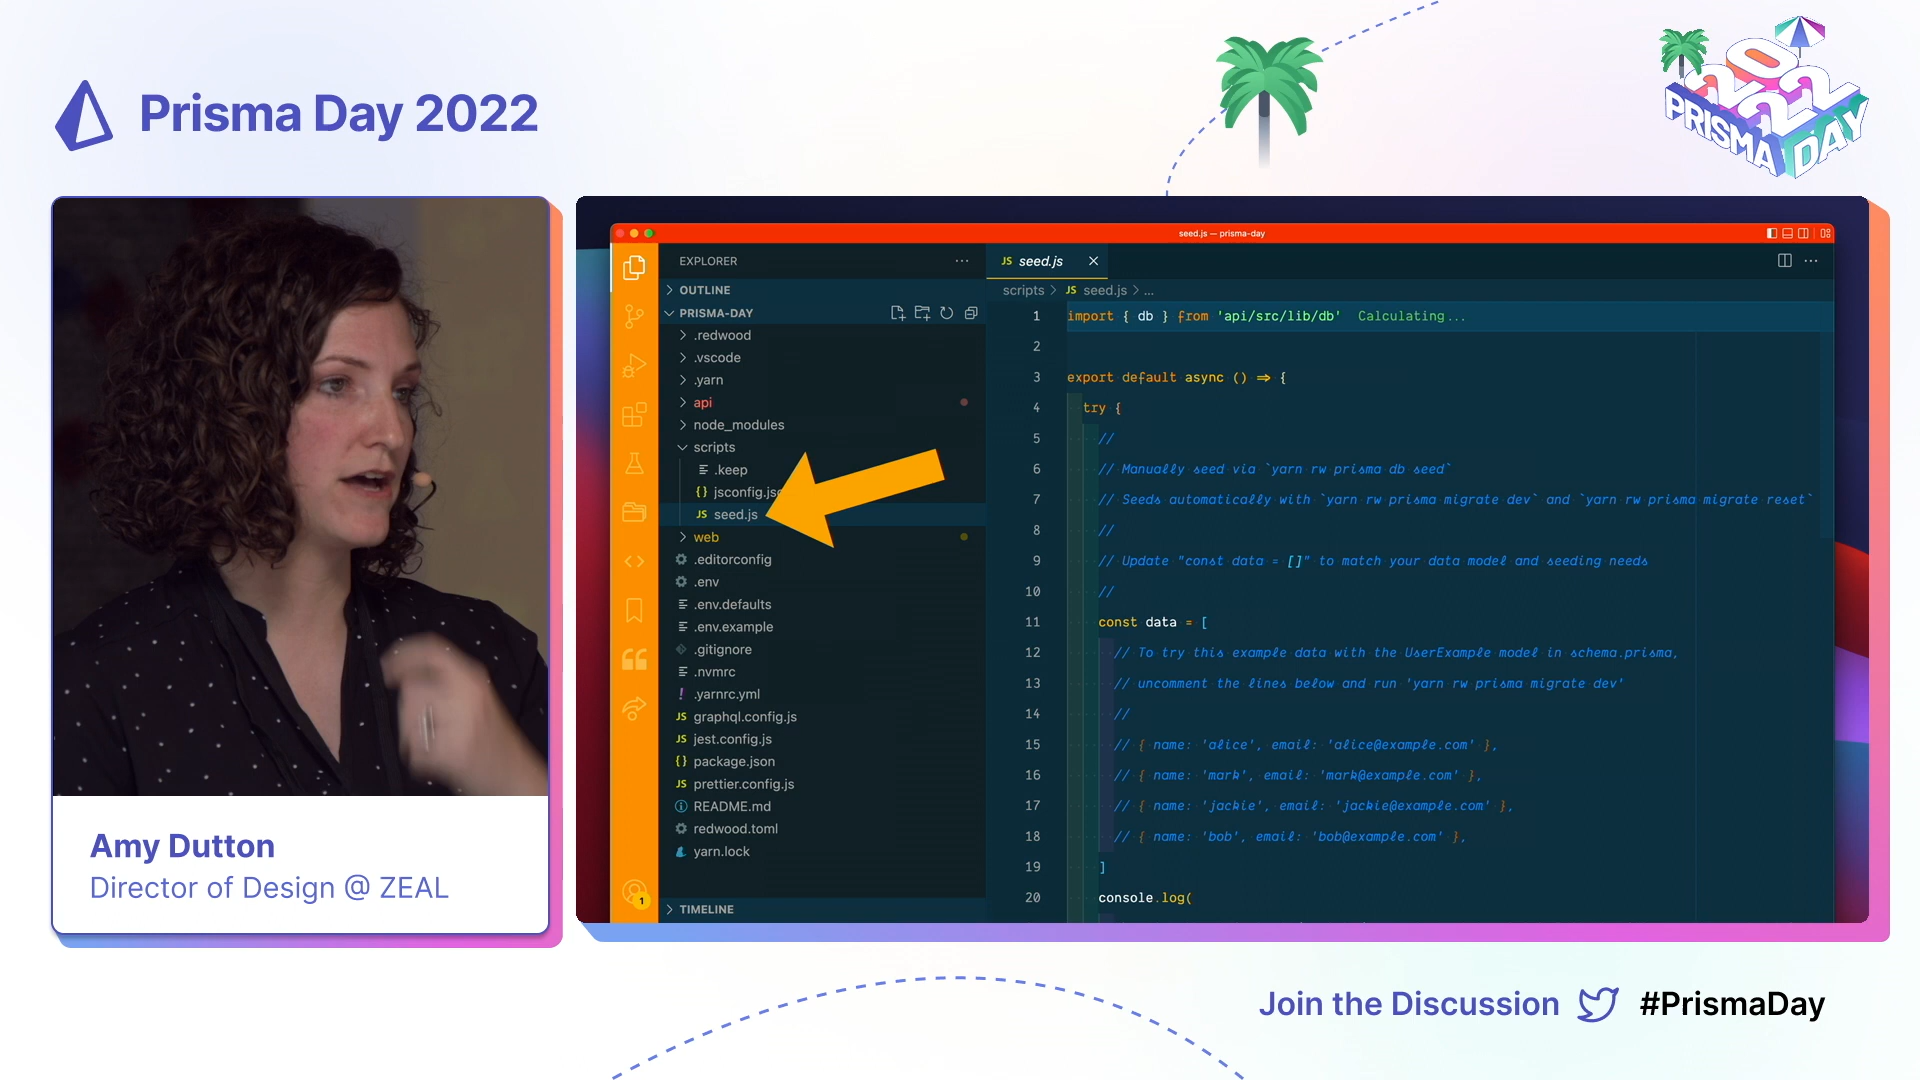 Prisma Day 2022
2022
PRISMA DAY
Amy Dutton
Director of Design @ ZEAL
seed.js — prisma-day
EXPLORER
OUTLINE
PRISMA-DAY
.redwood
.vscode
.yarn
api
node_modules
scripts
.keep
{} jsconfig.js
JS seed.js
web
.editorconfig
.env
.env.defaults
.env.example
.gitignore
.nvmrc
! .yarnrc.yml
JS graphql.config.js
JS jest.config.js
{} package.json
JS prettier.config.js
README.md
redwood.toml
yarn.lock
TIMELINE
1
JS seed.js
scripts > JS seed.js > ...
1 import { db } from 'api/src/lib/db' Calculating...
2
3 export default async () => {
4 try {
5 //
6 // Manually seed via `yarn rw prisma db seed`
7 // Seeds automatically with `yarn rw prisma migrate dev` and `yarn rw prisma migrate reset`
8 //
9 // Update "const data = []" to match your data model and seeding needs
10 //
11 const data = [
12 // To try this example data with the UserExample model in schema.prisma,
13 // uncomment the lines below and run 'yarn rw prisma migrate dev'
14 //
15 // { name: 'alice', email: 'alice@example.com' },
16 // { name: 'mark', email: 'mark@example.com' },
17 // { name: 'jackie', email: 'jackie@example.com' },
18 // { name: 'bob', email: 'bob@example.com' },
19 ]
20 console.log(
Join the Discussion #PrismaDay